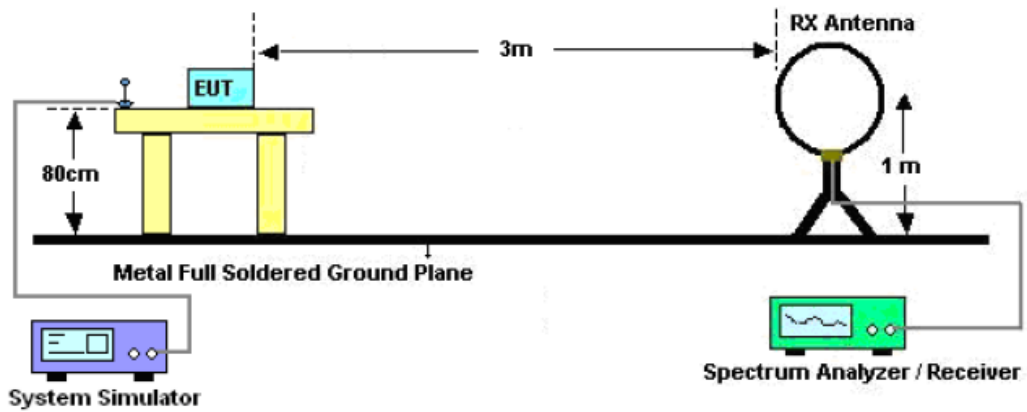 RX Antenna
3m
EUT
80cm
1 m
Metal Full Soldered Ground Plane
System Simulator
Spectrum Analyzer / Receiver